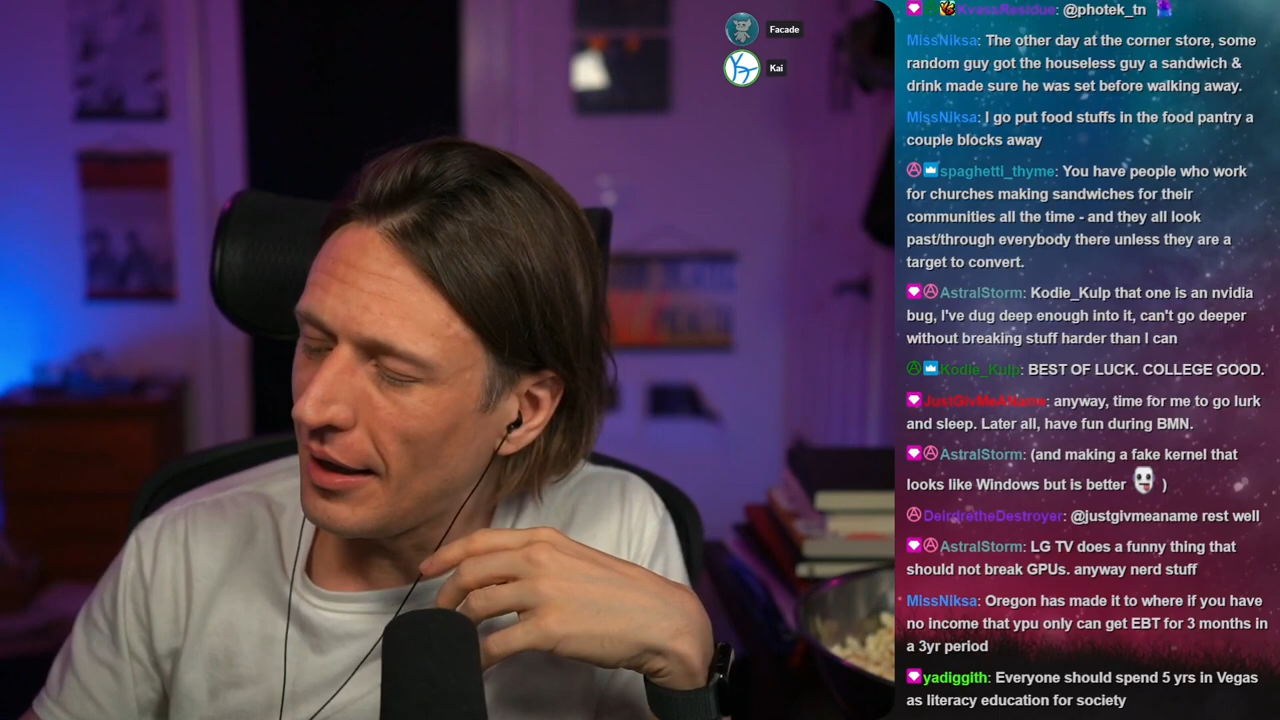 Facade
Kai
KvassResidue: @photek_tn
MissNiksa: The other day at the corner store, some
random guy got the houseless guy a sandwich &
drink made sure he was set before walking away.
MissNiksa: I go put food stuffs in the food pantry a
couple blocks away
spaghetti_thyme: You have people who work
for churches making sandwiches for their
communities all the time - and they all look
past/through everybody there unless they are a
target to convert.
AstralStorm: Kodie_Kulp that one is an nvidia
bug, I've dug deep enough into it, can't go deeper
without breaking stuff harder than I can
Kodie_Kulp: BEST OF LUCK. COLLEGE GOOD.
JustGivMeAName: anyway, time for me to go lurk
and sleep. Later all, have fun during BMN.
AstralStorm: (and making a fake kernel that
looks like Windows but is better )
DeirdretheDestroyer: @justgivmeaname rest well
AstralStorm: LG TV does a funny thing that
should not break GPUs. anyway nerd stuff
MissNiksa: Oregon has made it to where if you have
no income that ypu only can get EBT for 3 months in
a 3yr period
yadiggith: Everyone should spend 5 yrs in Vegas
as literacy education for society